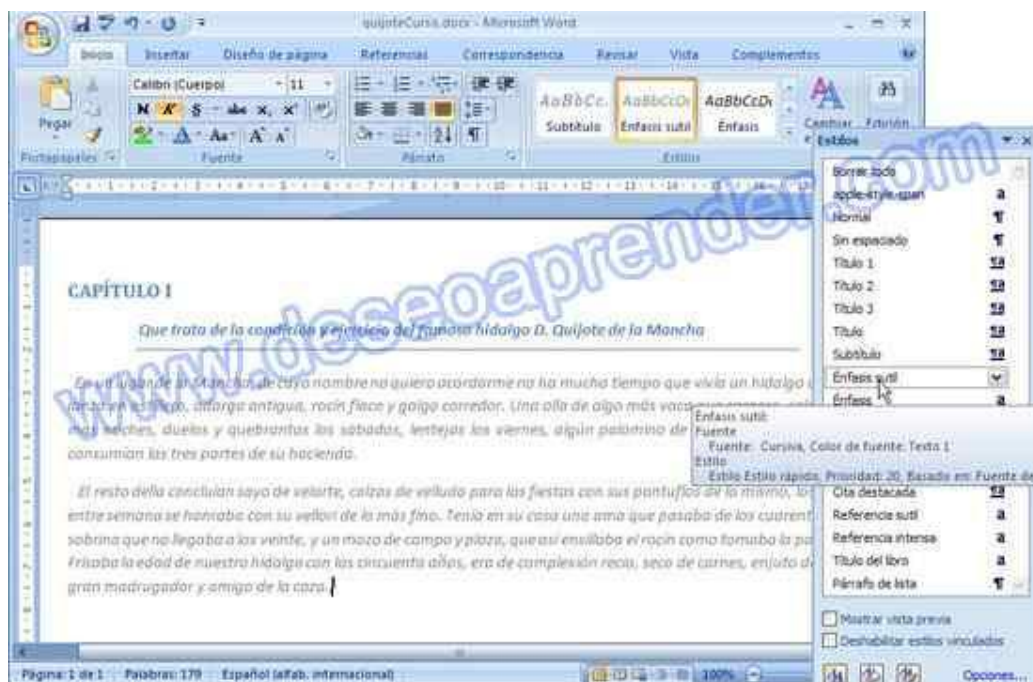 quijoteCurso.docx - Microsoft Word
Inicio Insertar Diseño de página Referencias Correspondencia Revisar Vista Complementos
Calibri (Cuerpo) 11
Pegar
AaBbCc. AaBbCcDc AaBbCcDc
Subtítulo Énfasis sutil Énfasis
Cambiar Edición
Portapapeles Fuente Párrafo Estilos
Estilos
Borrar todo
apple-style-span
Normal
Sin espaciado
Título 1
Título 2
Título 3
Título
Subtítulo
Énfasis sutil
Énfasis
www.deseoaprender.com
CAPÍTULO I
Que trata de la condición y ejercicio del famoso hidalgo D. Quijote de la Mancha
En un lugar de la Mancha, de cuyo nombre no quiero acordarme no ha mucho tiempo que vivía un hidalgo
adarga antigua, rocín flaco y galgo corredor. Una olla de algo más vaca
más noches, duelos y quebrantos los sábados, lentejas los viernes, algún palomino de
consumían las tres partes de su hacienda.
El resto della concluían sayo de velarte, calzas de velludo para las fiestas con sus pantuflos de lo mismo, lo
entre semana se honraba con su vellori de lo más fino. Tenía en su casa una ama que pasaba de los cuarent
sobrina que no llegaba a los veinte, y un mozo de campo y plaza, que así ensillaba el rocín como tomaba la po
Frisaba la edad de nuestro hidalgo con los cincuenta años, era de complexión recia, seco de carnes, enjuto d
gran madrugador y amigo de la caza.
Énfasis sutil:
Fuente
Fuente: Cursiva, Color de fuente: Texto 1
Estilo
Estilo Estilo rápido, Prioridad: 20, Basado en: Fuente de
Cita destacada
Referencia sutil
Referencia intensa
Título del libro
Párrafo de lista
Mostrar vista previa
Deshabilitar estilos vinculados
Opciones...
Página: 1 de 1 Palabras: 179 Español (alfab. internacional) 100%